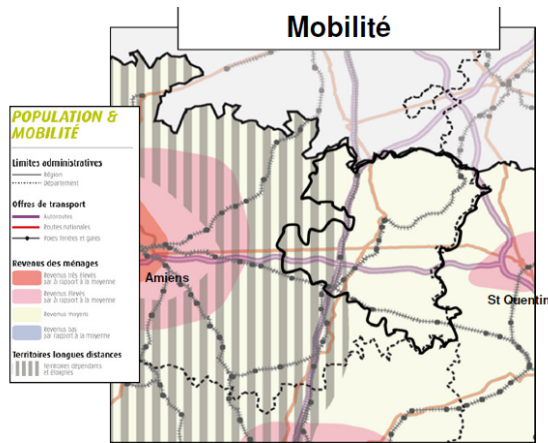 Mobilité
POPULATION &
MOBILITÉ
Limites administratives
Région
Département
Offres de transport
Autoroutes
Routes nationales
Voies ferrées et gares
Revenus des ménages
Revenus très élevés
par rapport à la moyenne
Revenus élevés
par rapport à la moyenne
Revenus moyens
Revenus bas
par rapport à la moyenne
Territoires longues distances
Territoires dépendants
et éloignés
Amiens
St Quentin